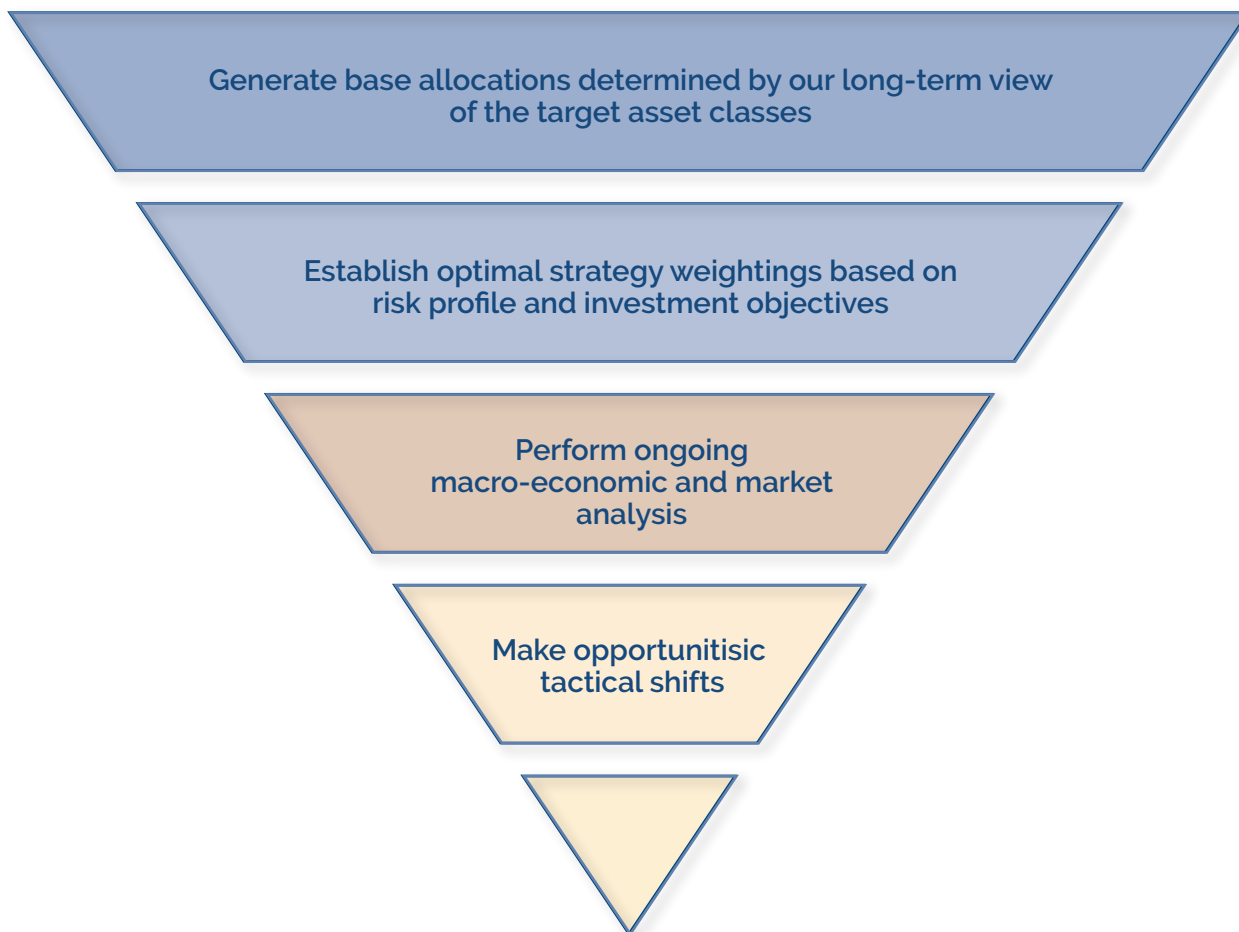 Generate base allocations determined by our long-term view
of the target asset classes
Establish optimal strategy weightings based on
risk profile and investment objectives
Perform ongoing
macro-economic and market
analysis
Make opportunitisic
tactical shifts